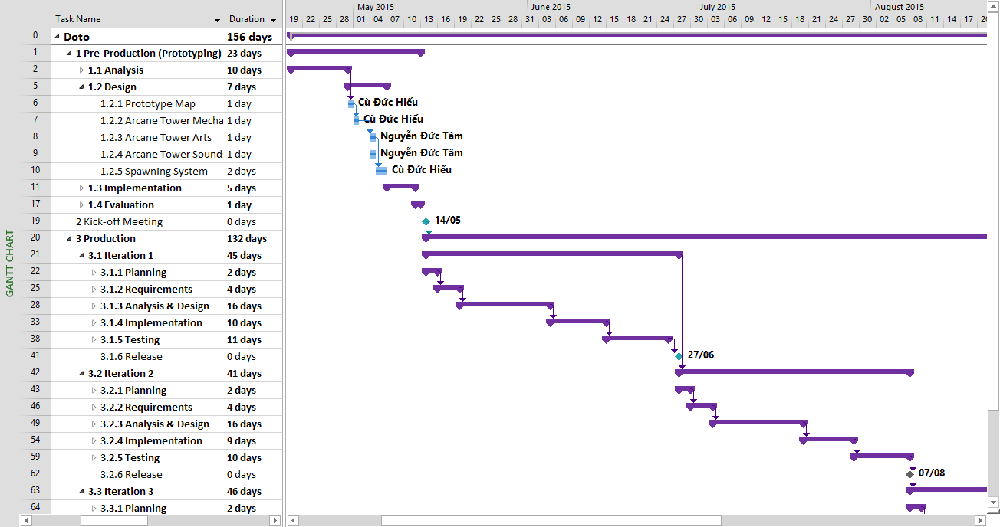 May 2015 June 2015 July 2015 August 2015
Task Name Duration 19 22 25 28 01 04 07 10 13 16 19 22 25 28 31 03 06 09 12 15 18 21 24 27 30 03 06 09 12 15 18 21 24 27 30 02 05 08 11 14 17
0 Doto 156 days
1 1 Pre-Production (Prototyping) 23 days
2 1.1 Analysis 10 days
5 1.2 Design 7 days
6 1.2.1 Prototype Map 1 day Cù Đức Hiếu
7 1.2.2 Arcane Tower Mecha 1 day Cù Đức Hiếu
8 1.2.3 Arcane Tower Arts 1 day Nguyễn Đức Tâm
9 1.2.4 Arcane Tower Sound 1 day Nguyễn Đức Tâm
10 1.2.5 Spawning System 2 days Cù Đức Hiếu
11 1.3 Implementation 5 days
17 1.4 Evaluation 1 day
19 2 Kick-off Meeting 0 days 14/05
20 3 Production 132 days
21 3.1 Iteration 1 45 days
22 3.1.1 Planning 2 days
25 3.1.2 Requirements 4 days
28 3.1.3 Analysis & Design 16 days
33 3.1.4 Implementation 10 days
38 3.1.5 Testing 11 days
41 3.1.6 Release 0 days 27/06
42 3.2 Iteration 2 41 days
43 3.2.1 Planning 2 days
46 3.2.2 Requirements 4 days
49 3.2.3 Analysis & Design 16 days
54 3.2.4 Implementation 9 days
59 3.2.5 Testing 10 days
62 3.2.6 Release 0 days 07/08
63 3.3 Iteration 3 46 days
64 3.3.1 Planning 2 days
GANTT CHART